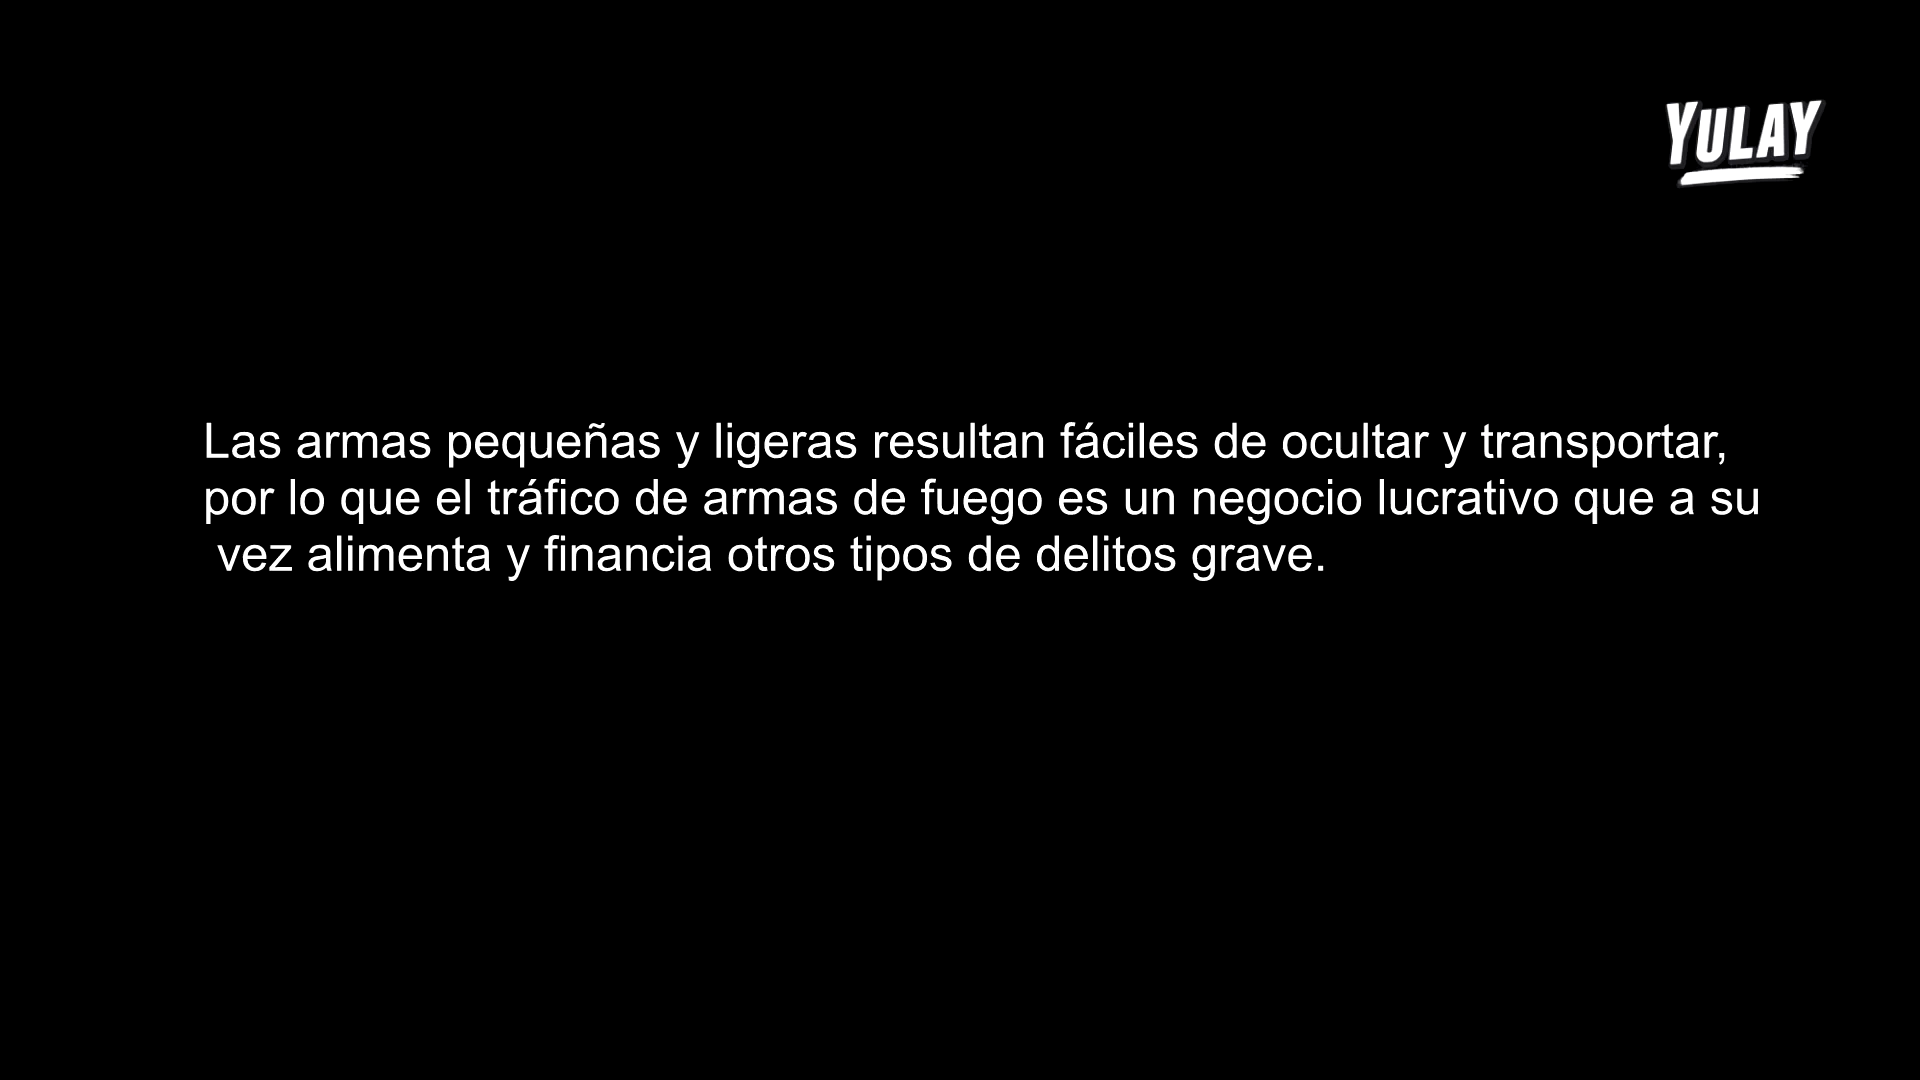 YULAY
Las armas pequeñas y ligeras resultan fáciles de ocultar y transportar,
por lo que el tráfico de armas de fuego es un negocio lucrativo que a su
vez alimenta y financia otros tipos de delitos grave.